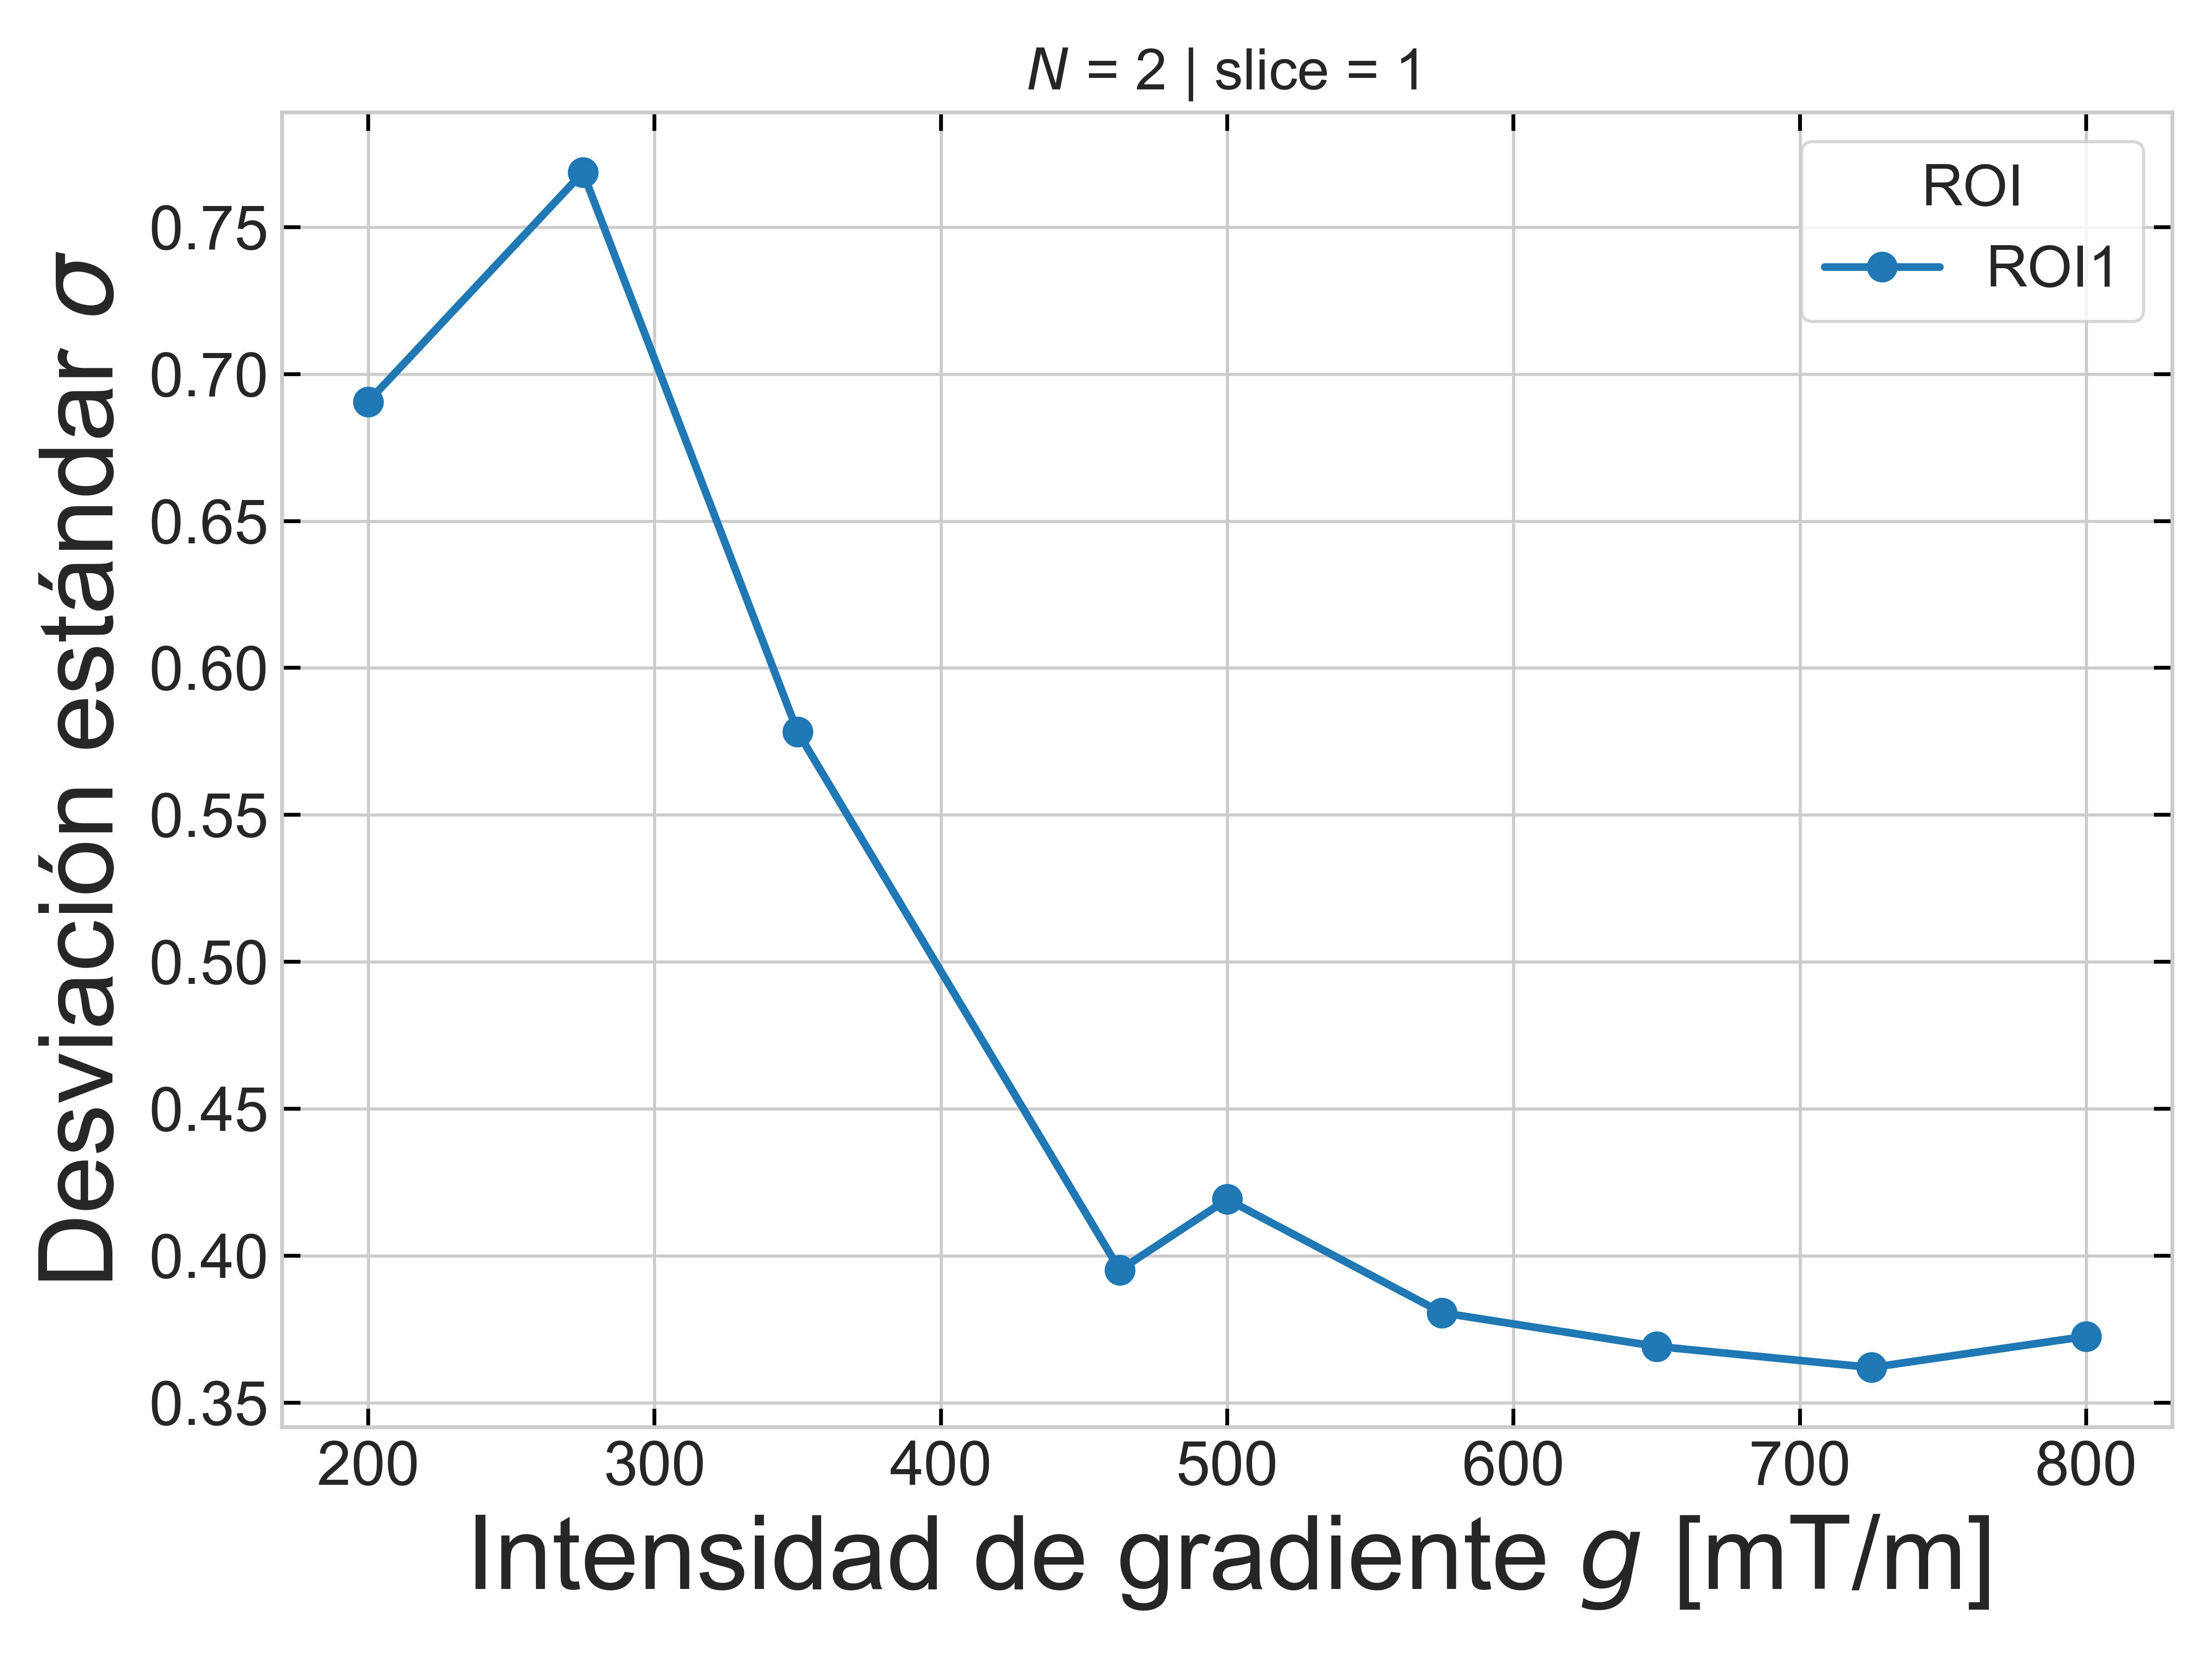 N = 2 | slice = 1
ROI
ROI1
Desviación estándar σ
0.75
0.70
0.65
0.60
0.55
0.50
0.45
0.40
0.35
200 300 400 500 600 700 800
Intensidad de gradiente g [mT/m]